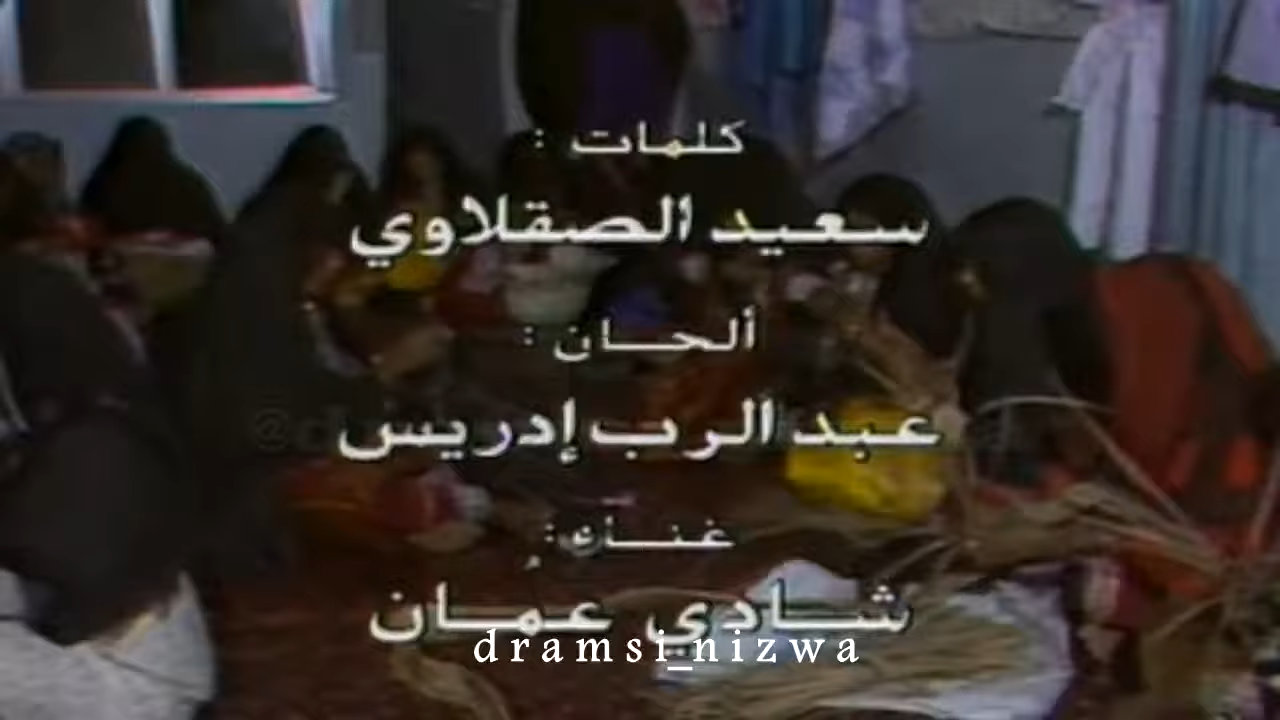 كلمات :
سعيد الصقلاوي
ألحان :
عبد الرب إدريس
غناء :
شادي عمان
dramsi_nizwa